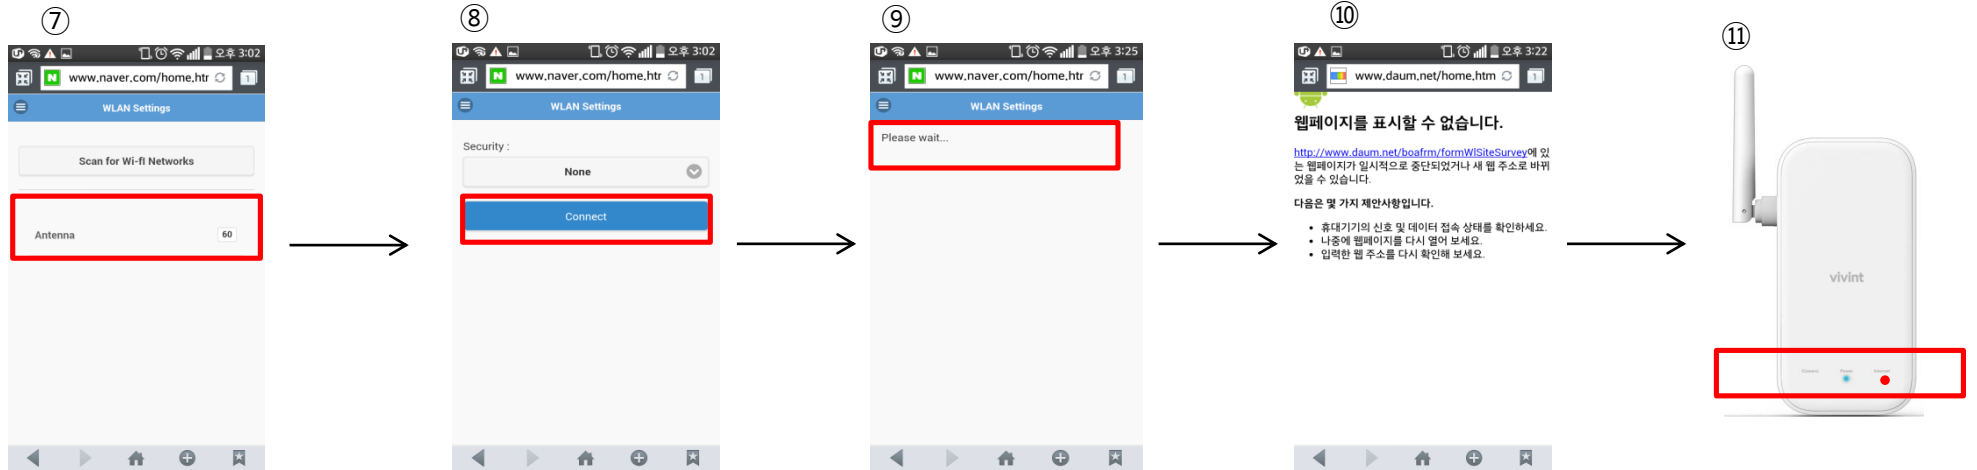 ⑦
오후 3:02
www.naver.com/home.htr
1
WLAN Settings
Scan for Wi-fI Networks
Antenna
60
⑧
오후 3:02
www.naver.com/home.htr
1
WLAN Settings
Security :
None
Connect
⑨
오후 3:25
www.naver.com/home.htr
1
WLAN Settings
Please wait...
⑩
오후 3:22
www.daum.net/home.htm
1
웹페이지를 표시할 수 없습니다.
http://www.daum.net/boafrm/formWlSiteSurvey에 있
는 웹페이지가 일시적으로 중단되었거나 새 웹 주소로 바뀌
었을 수 있습니다.
다음은 몇 가지 제안사항입니다.
• 휴대기기의 신호 및 데이터 접속 상태를 확인하세요.
• 나중에 웹페이지를 다시 열어 보세요.
• 입력한 웹 주소를 다시 확인해 보세요.
⑪
vivint
Power
Internet